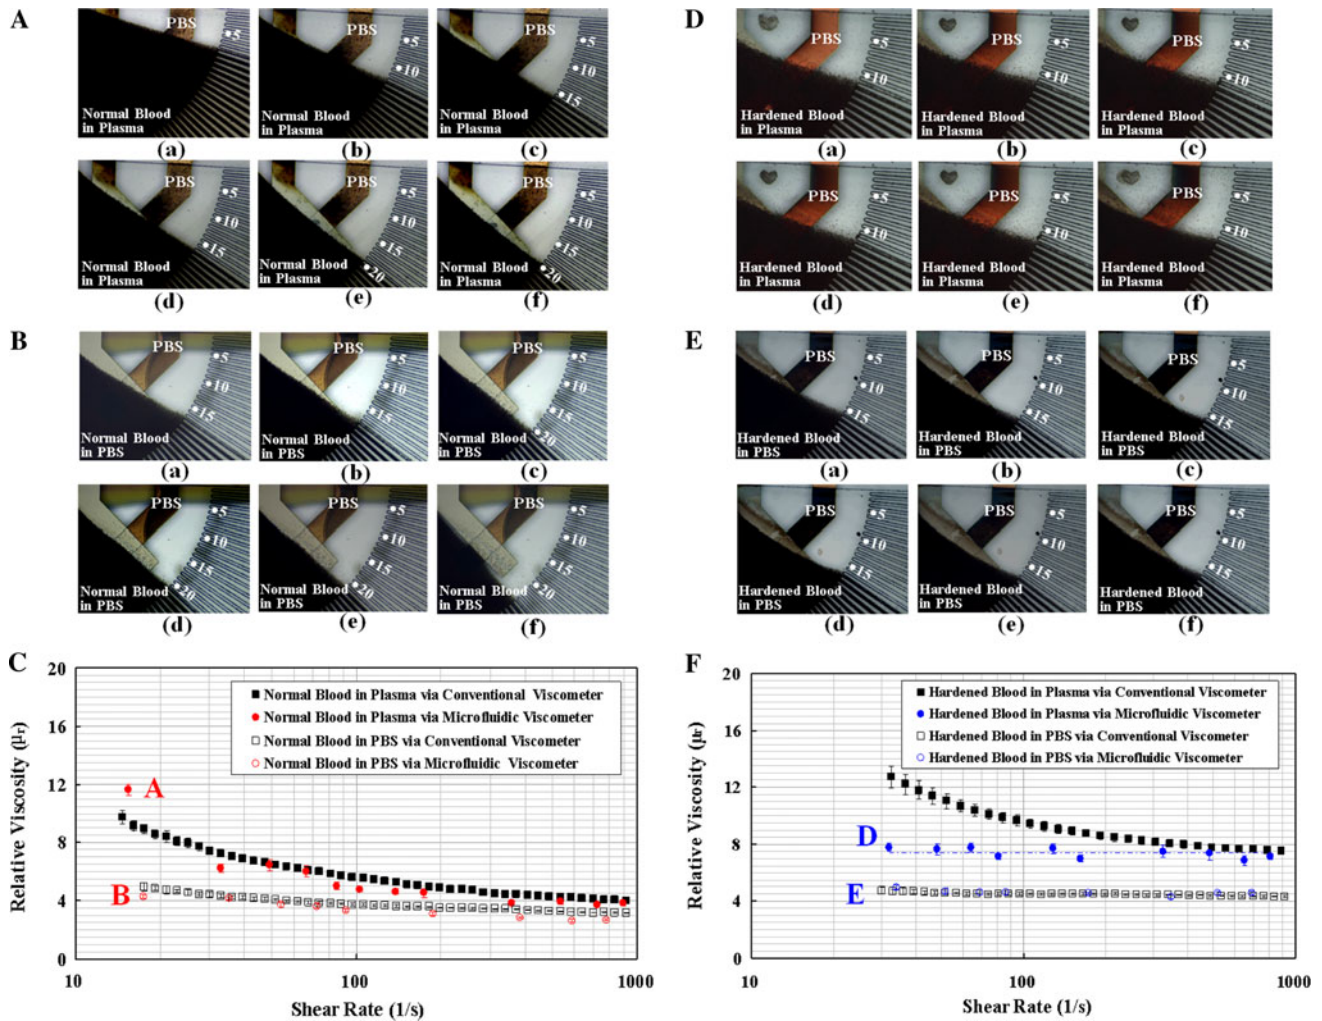 A
PBS
5
10
Normal Blood
in Plasma
(a)
PBS
5
10
Normal Blood
in Plasma
(b)
PBS
5
10
15
Normal Blood
in Plasma
(c)
PBS
5
10
15
Normal Blood
in Plasma
(d)
PBS
5
10
15
20
Normal Blood
in Plasma
(e)
PBS
5
10
15
20
Normal Blood
in Plasma
(f)
B
PBS
5
10
15
Normal Blood
in PBS
(a)
PBS
5
10
15
Normal Blood
in PBS
(b)
PBS
5
10
15
20
Normal Blood
in PBS
(c)
PBS
5
10
15
20
Normal Blood
in PBS
(d)
PBS
5
10
15
20
Normal Blood
in PBS
(e)
PBS
5
10
15
20
Normal Blood
in PBS
(f)
C
Relative Viscosity (μr)
20
16
12
8
4
0
Normal Blood in Plasma via Conventional Viscometer
Normal Blood in Plasma via Microfluidic Viscometer
Normal Blood in PBS via Conventional Viscometer
Normal Blood in PBS via Microfluidic Viscometer
A
B
10
100
1000
Shear Rate (1/s)
D
PBS
5
10
Hardened Blood
in Plasma
(a)
PBS
5
10
Hardened Blood
in Plasma
(b)
PBS
5
10
Hardened Blood
in Plasma
(c)
PBS
5
10
Hardened Blood
in Plasma
(d)
PBS
5
10
Hardened Blood
in Plasma
(e)
PBS
5
10
Hardened Blood
in Plasma
(f)
E
PBS
5
10
15
Hardened Blood
in PBS
(a)
PBS
5
10
15
Hardened Blood
in PBS
(b)
PBS
5
10
15
Hardened Blood
in PBS
(c)
PBS
5
10
15
Hardened Blood
in PBS
(d)
PBS
5
10
15
Hardened Blood
in PBS
(e)
PBS
5
10
15
Hardened Blood
in PBS
(f)
F
Relative Viscosity (μr)
20
16
12
8
4
0
Hardened Blood in Plasma via Conventional Viscometer
Hardened Blood in Plasma via Microfluidic Viscometer
Hardened Blood in PBS via Conventional Viscometer
Hardened Blood in PBS via Microfluidic Viscometer
D
E
10
100
1000
Shear Rate (1/s)